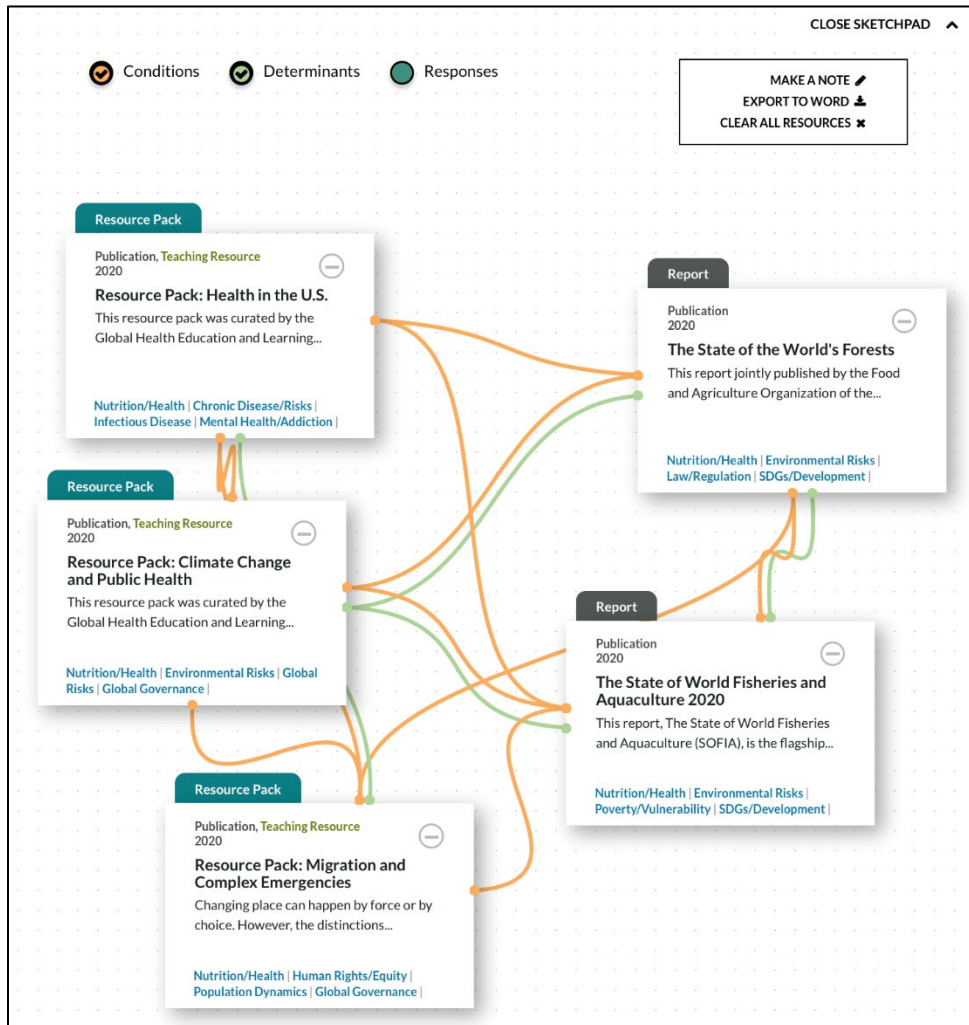 CLOSE SKETCHPAD
Conditions
Determinants
Responses
MAKE A NOTE
EXPORT TO WORD
CLEAR ALL RESOURCES
Resource Pack
Publication, Teaching Resource
2020
Resource Pack: Health in the U.S.
This resource pack was curated by the
Global Health Education and Learning...
Nutrition/Health | Chronic Disease/Risks |
Infectious Disease | Mental Health/Addiction |
Report
Publication
2020
The State of the World's Forests
This report jointly published by the Food
and Agriculture Organization of the...
Nutrition/Health | Environmental Risks |
Law/Regulation | SDGs/Development |
Resource Pack
Publication, Teaching Resource
2020
Resource Pack: Climate Change
and Public Health
This resource pack was curated by the
Global Health Education and Learning...
Nutrition/Health | Environmental Risks | Global
Risks | Global Governance |
Report
Publication
2020
The State of World Fisheries and
Aquaculture 2020
This report, The State of World Fisheries
and Aquaculture (SOFIA), is the flagship...
Nutrition/Health | Environmental Risks |
Poverty/Vulnerability | SDGs/Development |
Resource Pack
Publication, Teaching Resource
2020
Resource Pack: Migration and
Complex Emergencies
Changing place can happen by force or by
choice. However, the distinctions...
Nutrition/Health | Human Rights/Equity |
Population Dynamics | Global Governance |